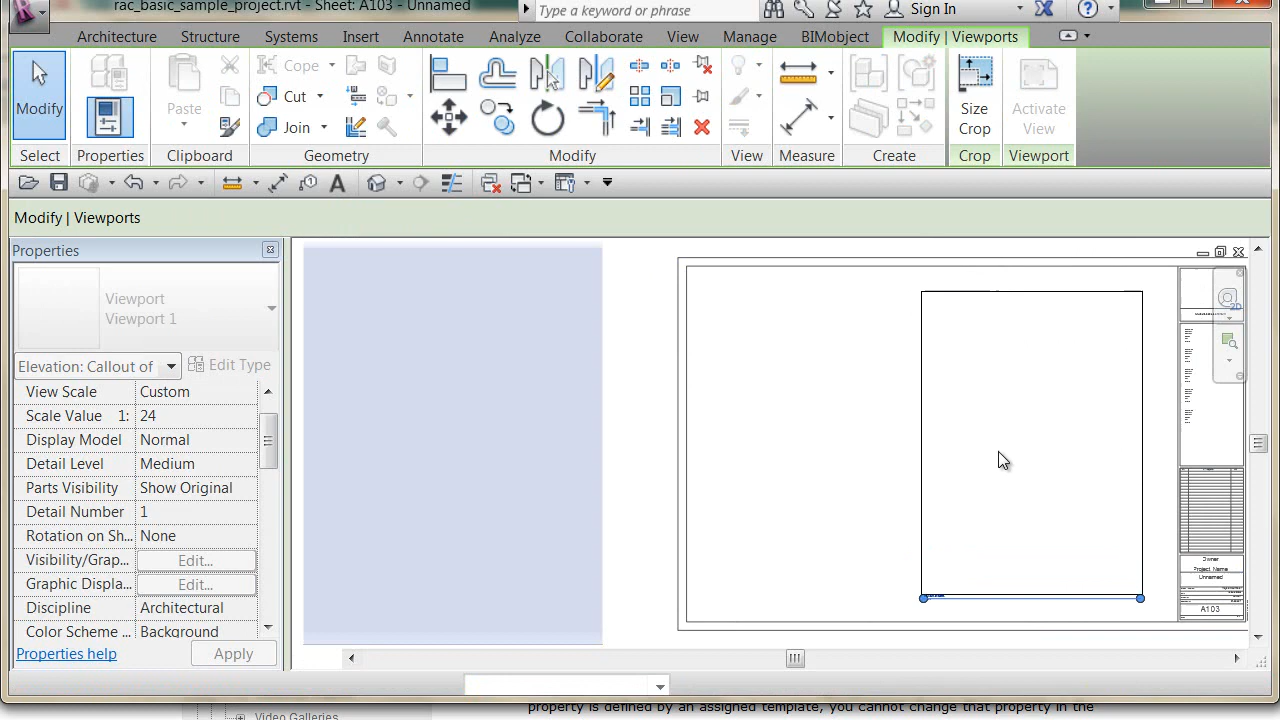 rac_basic_sample_project.rvt - Sheet: A103 - Unnamed
Type a keyword or phrase
Sign In
Architecture Structure Systems Insert Annotate Analyze Collaborate View Manage BIMobject Modify | Viewports
Modify
Paste
Cope
Cut
Join
Size Crop
Activate View
Select Properties Clipboard Geometry Modify View Measure Create Crop Viewport
A
Modify | Viewports
Properties
Viewport
Viewport 1
Elevation: Callout of
Edit Type
View Scale Custom
Scale Value 1: 24
Display Model Normal
Detail Level Medium
Parts Visibility Show Original
Detail Number 1
Rotation on Sh... None
Visibility/Grap... Edit...
Graphic Displa... Edit...
Discipline Architectural
Color Scheme ... Background
Properties help
Apply
2D
Owner
Project Name
Unnamed
A103
Video Galleries
property is defined by an assigned template, you cannot change that property in the